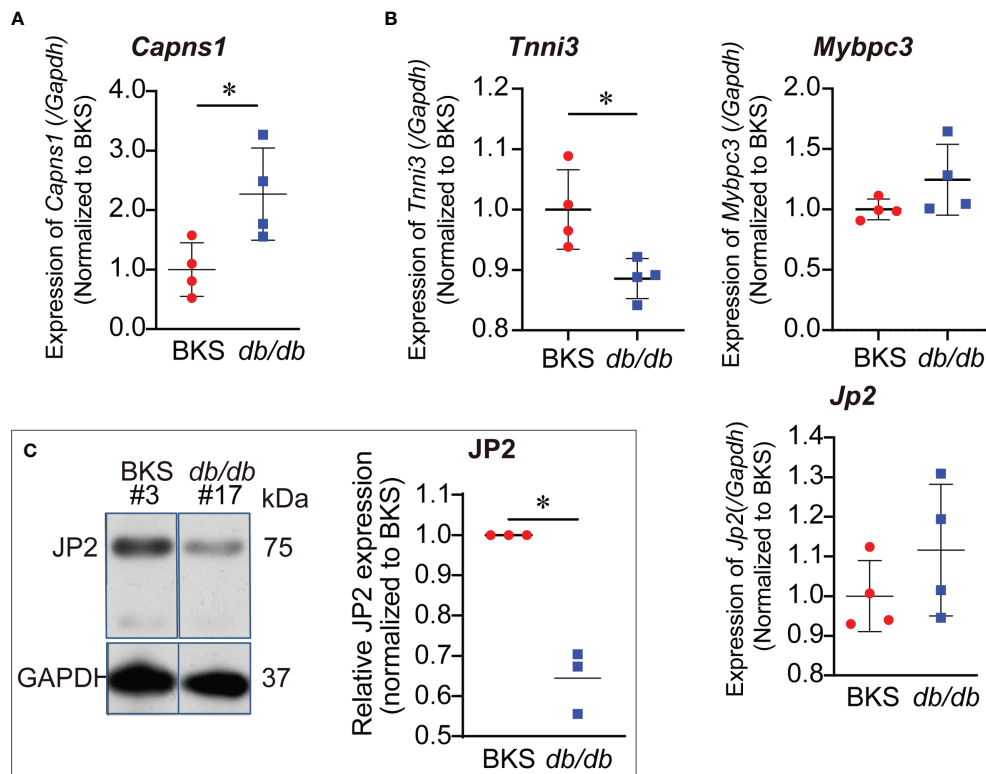 A
Capns1
Expression of Capns1 (/Gapdh)
(Normalized to BKS)
4.0
3.0
2.0
1.0
0.0
*
BKS db/db
B
Tnni3
Expression of Tnni3 (/Gapdh)
(Normalized to BKS)
1.2
1.1
1.0
0.9
0.8
*
BKS db/db
Mybpc3
Expression of Mybpc3 (/Gapdh)
(Normalized to BKS)
2.0
1.5
1.0
0.5
0.0
BKS db/db
Jp2
Expression of Jp2(/Gapdh)
(Normalized to BKS)
1.4
1.3
1.2
1.1
1.0
0.9
0.8
BKS db/db
C
BKS db/db
#3 #17 kDa
JP2 75
GAPDH 37
JP2
Relative JP2 expression
(normalized to BKS)
1.1
1.0
0.9
0.8
0.7
0.6
0.5
*
BKS db/db